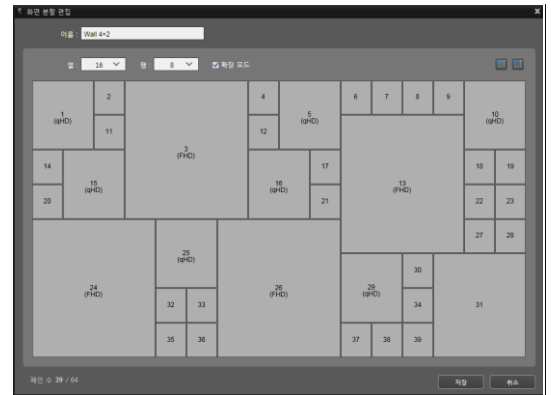 화면 분할 편집
x
이름 : Wall 4×2
열 : 16 행 : 8 확장 모드
1
(qHD)
2
3
(FHD)
4
5
(qHD)
6
7
8
9
10
(qHD)
11
12
13
(FHD)
14
15
(qHD)
16
(qHD)
17
18
19
20
21
22
23
24
(FHD)
25
(qHD)
26
(FHD)
27
28
29
(qHD)
30
31
32
33
34
35
36
37
38
39
페인 수 39 / 64
저장
취소